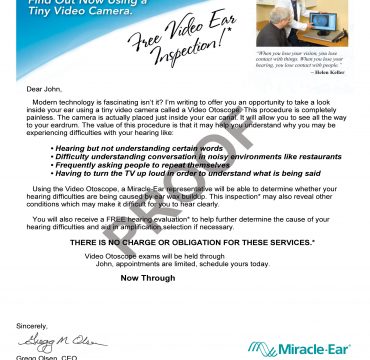 Find Out Now Using a
Tiny Video Camera.
Free Video Ear
Inspection!*
"When you lose your vision, you lose
contact with things. When you lose your
hearing, you lose contact with people."
– Helen Keller
Dear John,
Modern technology is fascinating isn't it? I'm writing to offer you an opportunity to take a look
inside your ear using a tiny video camera called a Video Otoscope. This procedure is completely
painless. The camera is actually placed just inside your ear canal it will allow you to see all the way
to your eardrum. The value of this procedure is that it may help you understand why you may be
experiencing difficulties with your hearing like:
• Hearing but not understanding certain words
• Difficulty understanding conversation in noisy environments like restaurants
• Frequently asking people to repeat themselves
• Having to turn the TV up loud in order to understand what is being said
Using the Video Otoscope, a Miracle-Ear representative will be able to determine whether your
hearing difficulties are being caused by ear wax buildup. This inspection* may also reveal other
conditions which may make it difficult for you to hear clearly.
You will also receive a FREE hearing evaluation* to help further determine the cause of your
hearing difficulties and aid in amplification selection if necessary.
THERE IS NO CHARGE OR OBLIGATION FOR THESE SERVICES.*
Video Otoscope exams will be held through
John, appointments are limited, schedule yours today.
Now Through
PROOF
Sincerely,
Gregg M. Olsen
Gregg Olsen, CEO
Miracle-Ear®